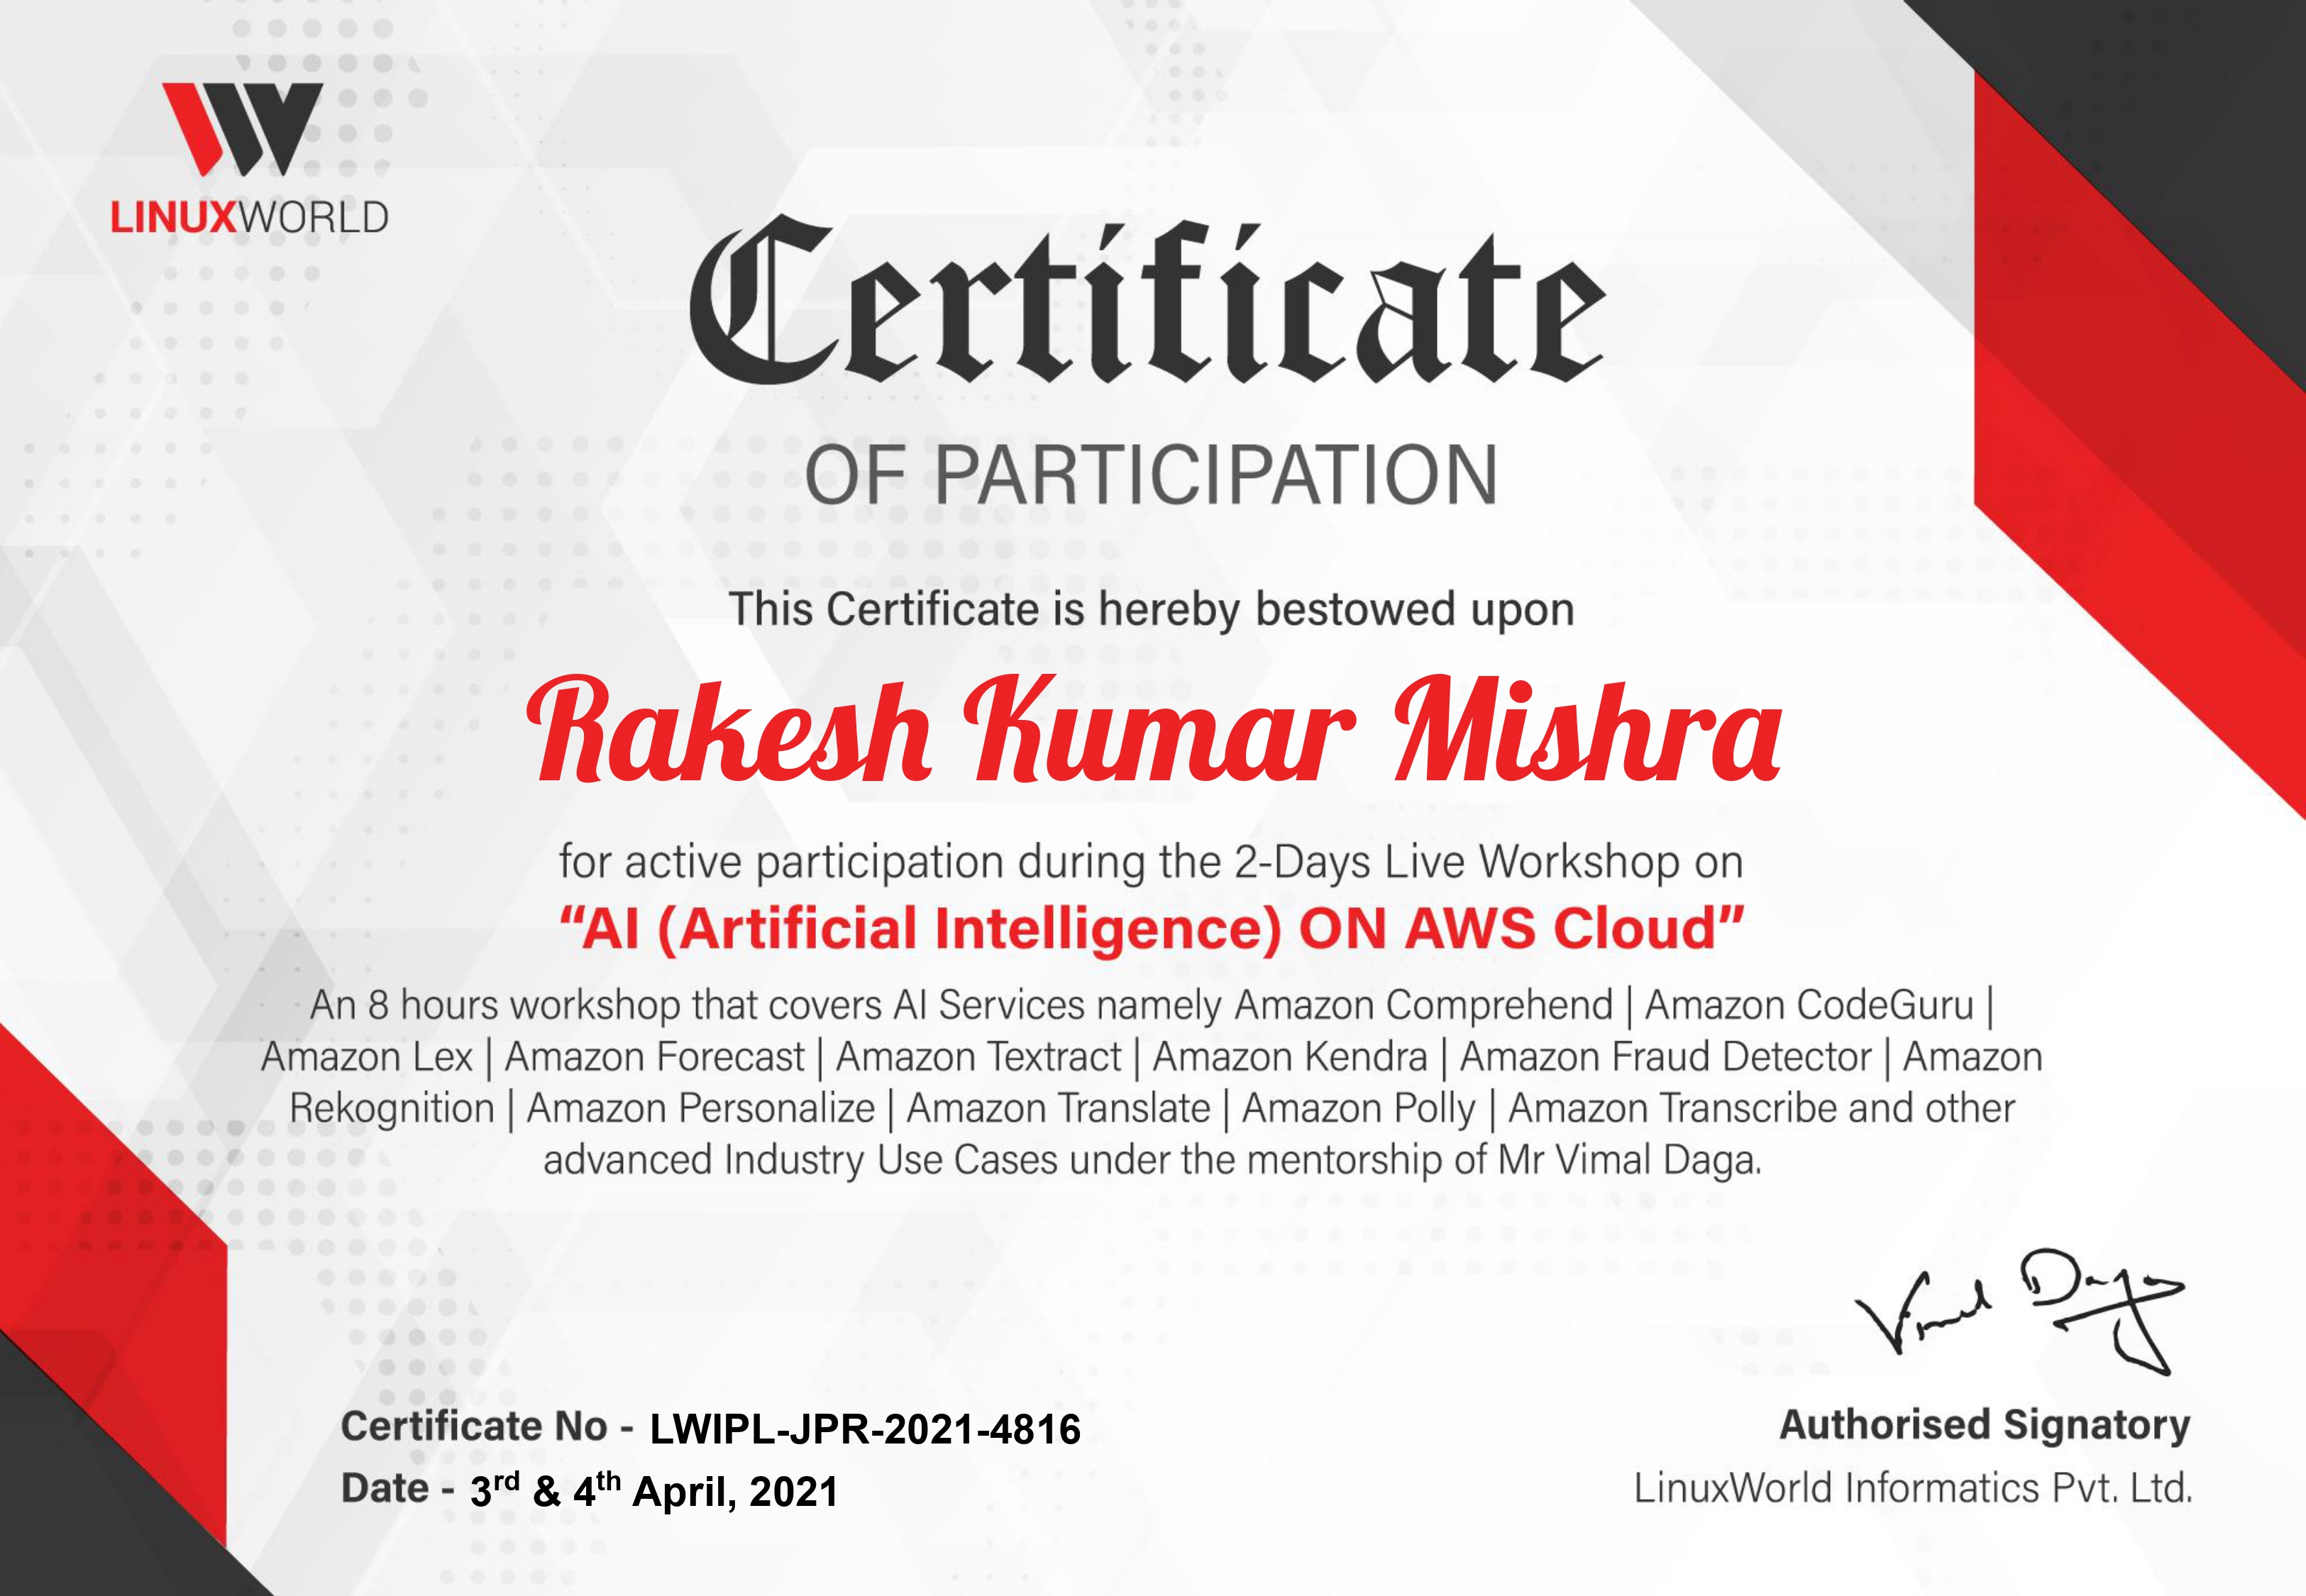 LINUXWORLD
Certificate
OF PARTICIPATION
This Certificate is hereby bestowed upon
Rakesh Kumar Mishra
for active participation during the 2-Days Live Workshop on
“AI (Artificial Intelligence) ON AWS Cloud”
An 8 hours workshop that covers AI Services namely Amazon Comprehend | Amazon CodeGuru |
Amazon Lex | Amazon Forecast | Amazon Textract | Amazon Kendra | Amazon Fraud Detector | Amazon
Rekognition | Amazon Personalize | Amazon Translate | Amazon Polly | Amazon Transcribe and other
advanced Industry Use Cases under the mentorship of Mr Vimal Daga.
Vimal Daga
Certificate No - LWIPL-JPR-2021-4816
Date - 3rd & 4th April, 2021
Authorised Signatory
LinuxWorld Informatics Pvt. Ltd.